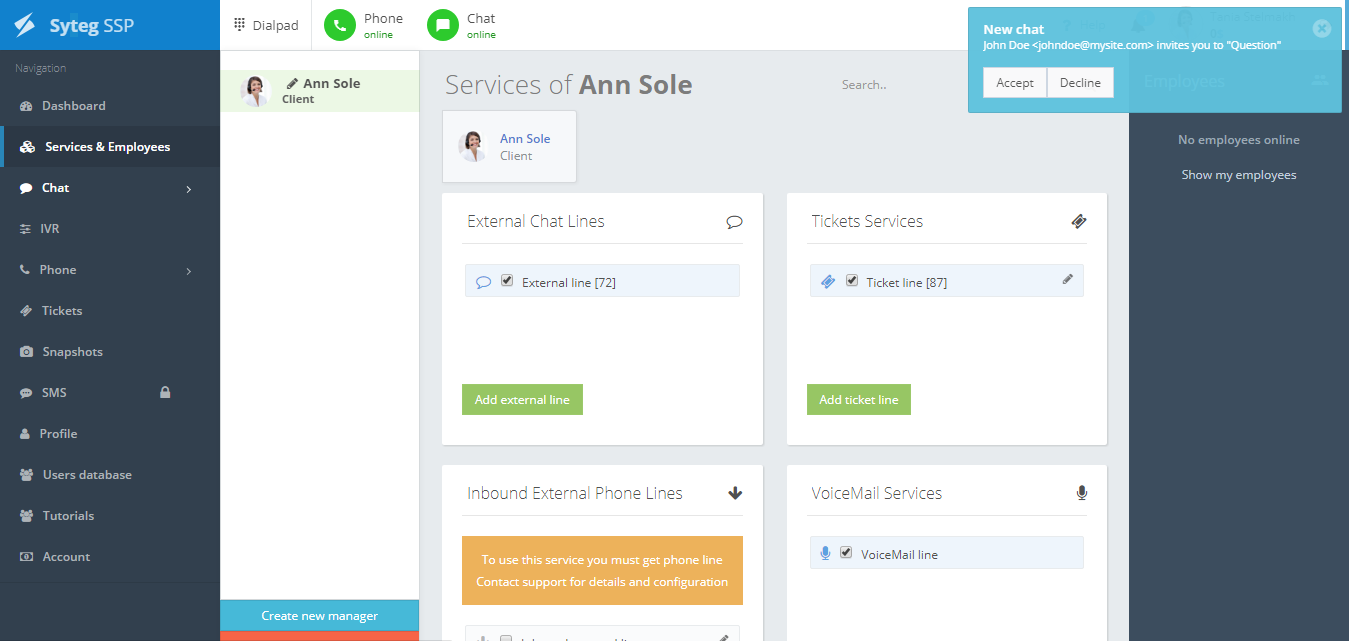 Syteg SSP
Navigation
Dashboard
Services & Employees
Chat
IVR
Phone
Tickets
Snapshots
SMS
Profile
Users database
Tutorials
Account
Dialpad
Phone
online
Chat
online
Ann Sole
Client
Create new manager
Services of Ann Sole
Search..
Ann Sole
Client
External Chat Lines
External line [72]
Add external line
Tickets Services
Ticket line [87]
Add ticket line
Inbound External Phone Lines
To use this service you must get phone line
Contact support for details and configuration
VoiceMail Services
VoiceMail line
New chat
John Doe <johndoe@mysite.com> invites you to "Question"
Accept
Decline
Employees
No employees online
Show my employees